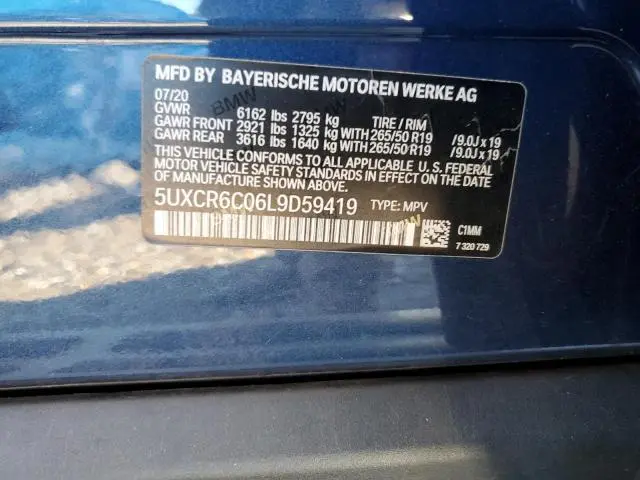 MFD BY BAYERISCHE MOTOREN WERKE AG
07/20
GVWR 6162 lbs 2795 kg TIRE / RIM
GAWR FRONT 2921 lbs 1325 kg WITH 265/50 R19 /9.0J x 19
GAWR REAR 3616 lbs 1640 kg WITH 265/50 R19 /9.0J x 19
THIS VEHICLE CONFORMS TO ALL APPLICABLE U. S. FEDERAL
MOTOR VEHICLE SAFETY STANDARDS IN EFFECT ON THE DATE
OF MANUFACTURE SHOWN ABOVE.
5UXCR6C06L9D59419 TYPE: MPV
C1MM
7 320 729
BMW
BMW